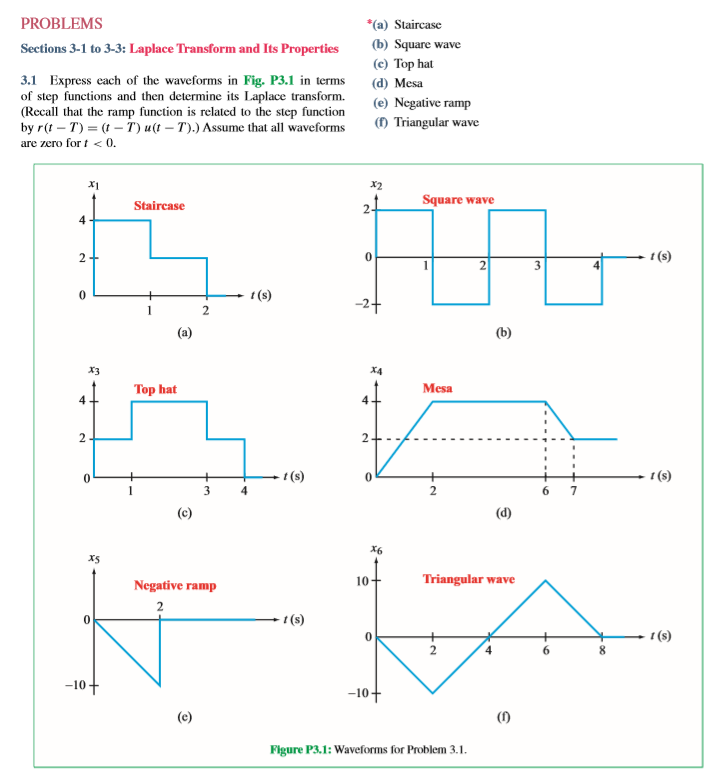 PROBLEMS
Sections 3-1 to 3-3: Laplace Transform and Its Properties
3.1 Express each of the waveforms in Fig. P3.1 in terms
of step functions and then determine its Laplace transform.
(Recall that the ramp function is related to the step function
by r(t − T) = (t − T) u(t − T).) Assume that all waveforms
are zero for t < 0.
*(a) Staircase
(b) Square wave
(c) Top hat
(d) Mesa
(e) Negative ramp
(f) Triangular wave
x1
Staircase
4
2
0
t (s)
1 2
(a)
x2
Square wave
2
0
t (s)
1 2 3 4
−2
(b)
x3
Top hat
4
2
0
t (s)
1 3 4
(c)
x4
Mesa
4
2
0
t (s)
2 6 7
(d)
x5
Negative ramp
2
0
t (s)
−10
(e)
x6
Triangular wave
10
0
t (s)
2 4 6 8
−10
(f)
Figure P3.1: Waveforms for Problem 3.1.